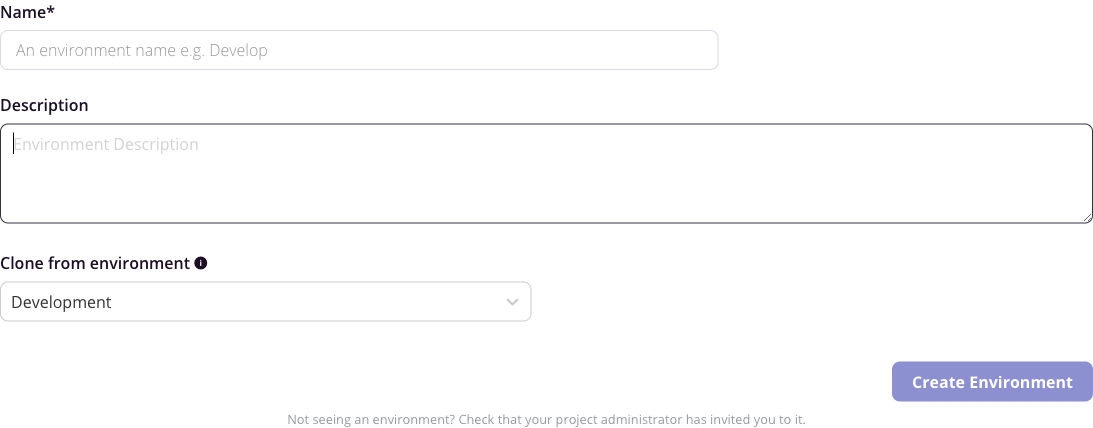 Name*
An environment name e.g. Develop
Description
Environment Description
Clone from environment
Development
Create Environment
Not seeing an environment? Check that your project administrator has invited you to it.